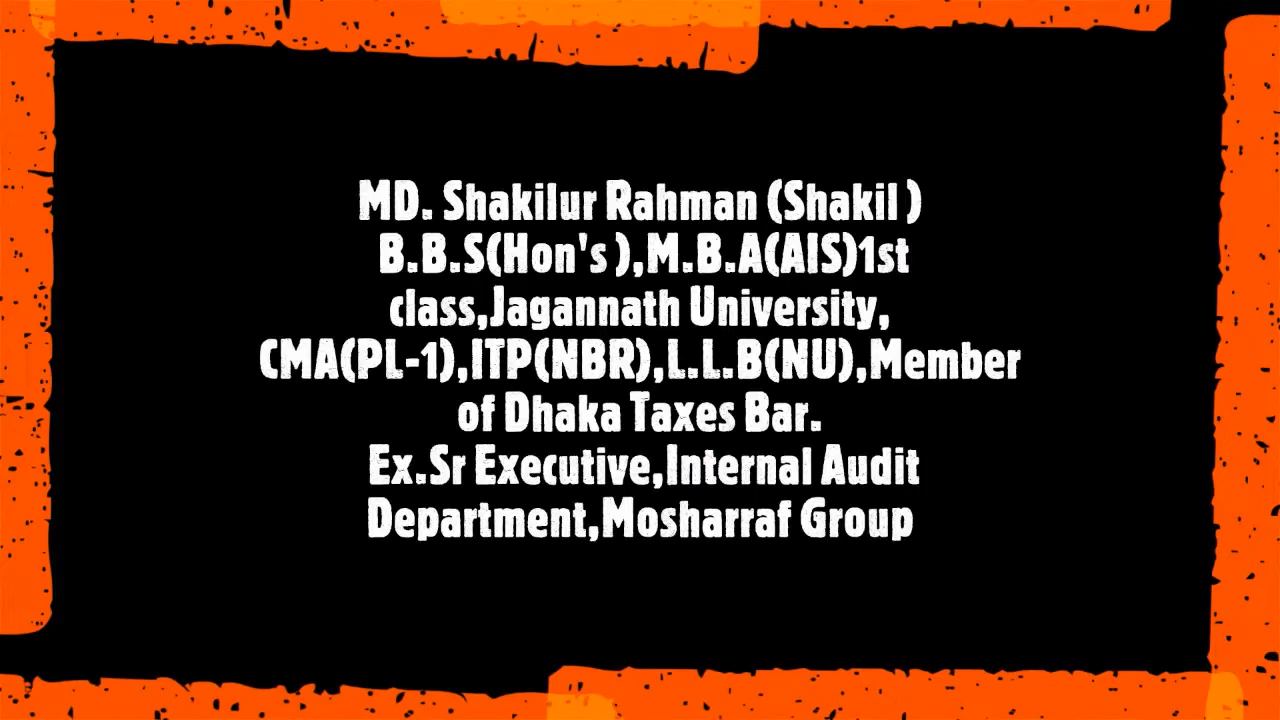 MD. Shakilur Rahman (Shakil )
B.B.S(Hon's ),M.B.A(AIS)1st
class,Jagannath University,
CMA(PL-1),ITP(NBR),L.L.B(NU),Member
of Dhaka Taxes Bar.
Ex.Sr Executive,Internal Audit
Department,Mosharraf Group